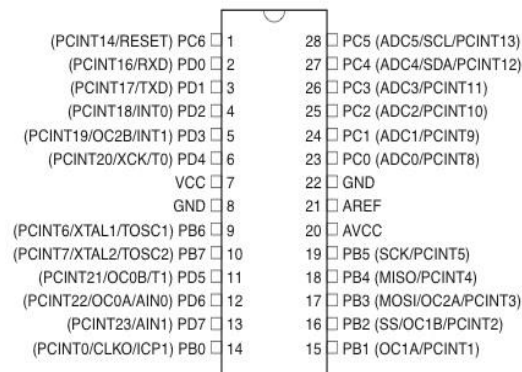 (PCINT14/RESET) PC6 1 28 PC5 (ADC5/SCL/PCINT13)
(PCINT16/RXD) PD0 2 27 PC4 (ADC4/SDA/PCINT12)
(PCINT17/TXD) PD1 3 26 PC3 (ADC3/PCINT11)
(PCINT18/INT0) PD2 4 25 PC2 (ADC2/PCINT10)
(PCINT19/OC2B/INT1) PD3 5 24 PC1 (ADC1/PCINT9)
(PCINT20/XCK/T0) PD4 6 23 PC0 (ADC0/PCINT8)
VCC 7 22 GND
GND 8 21 AREF
(PCINT6/XTAL1/TOSC1) PB6 9 20 AVCC
(PCINT7/XTAL2/TOSC2) PB7 10 19 PB5 (SCK/PCINT5)
(PCINT21/OC0B/T1) PD5 11 18 PB4 (MISO/PCINT4)
(PCINT22/OC0A/AIN0) PD6 12 17 PB3 (MOSI/OC2A/PCINT3)
(PCINT23/AIN1) PD7 13 16 PB2 (SS/OC1B/PCINT2)
(PCINT0/CLKO/ICP1) PB0 14 15 PB1 (OC1A/PCINT1)